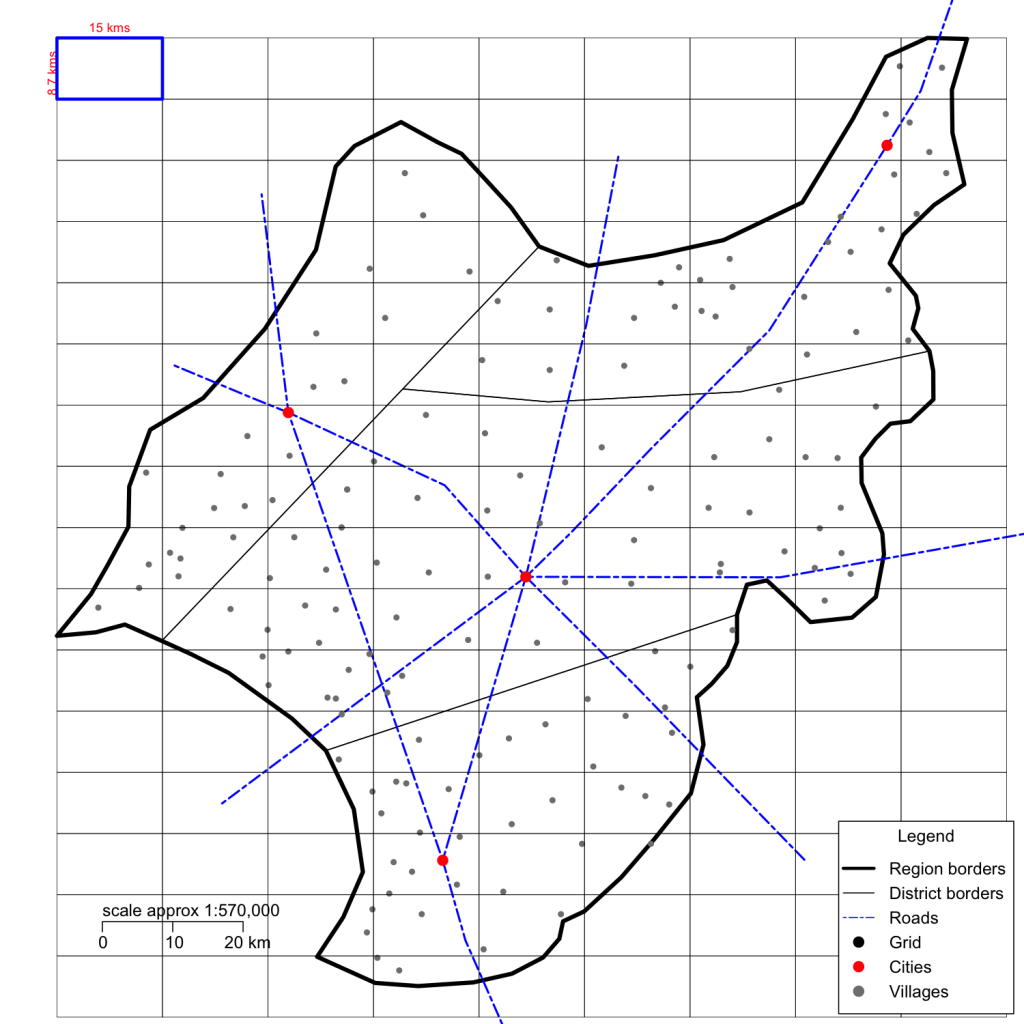 15 kms
8.7 kms
Legend
Region borders
District borders
Roads
Grid
Cities
Villages
scale approx 1:570,000
0 10 20 km